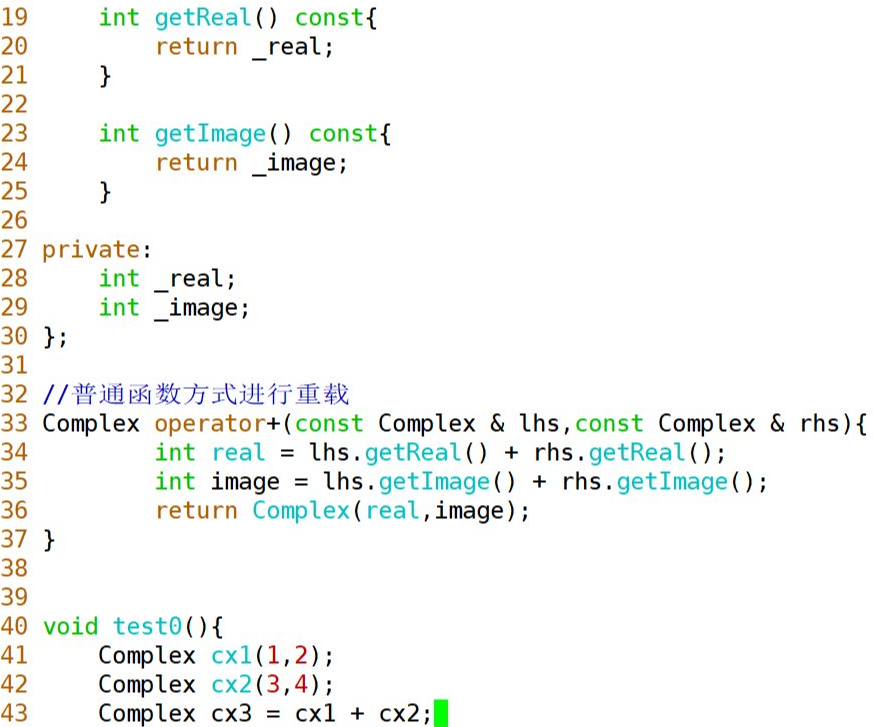 19     int getReal() const{
20         return _real;
21     }
22
23     int getImage() const{
24         return _image;
25     }
26
27 private:
28     int _real;
29     int _image;
30 };
31
32 //普通函数方式进行重载
33 Complex operator+(const Complex & lhs,const Complex & rhs){
34         int real = lhs.getReal() + rhs.getReal();
35         int image = lhs.getImage() + rhs.getImage();
36         return Complex(real,image);
37 }
38
39
40 void test0(){
41     Complex cx1(1,2);
42     Complex cx2(3,4);
43     Complex cx3 = cx1 + cx2;